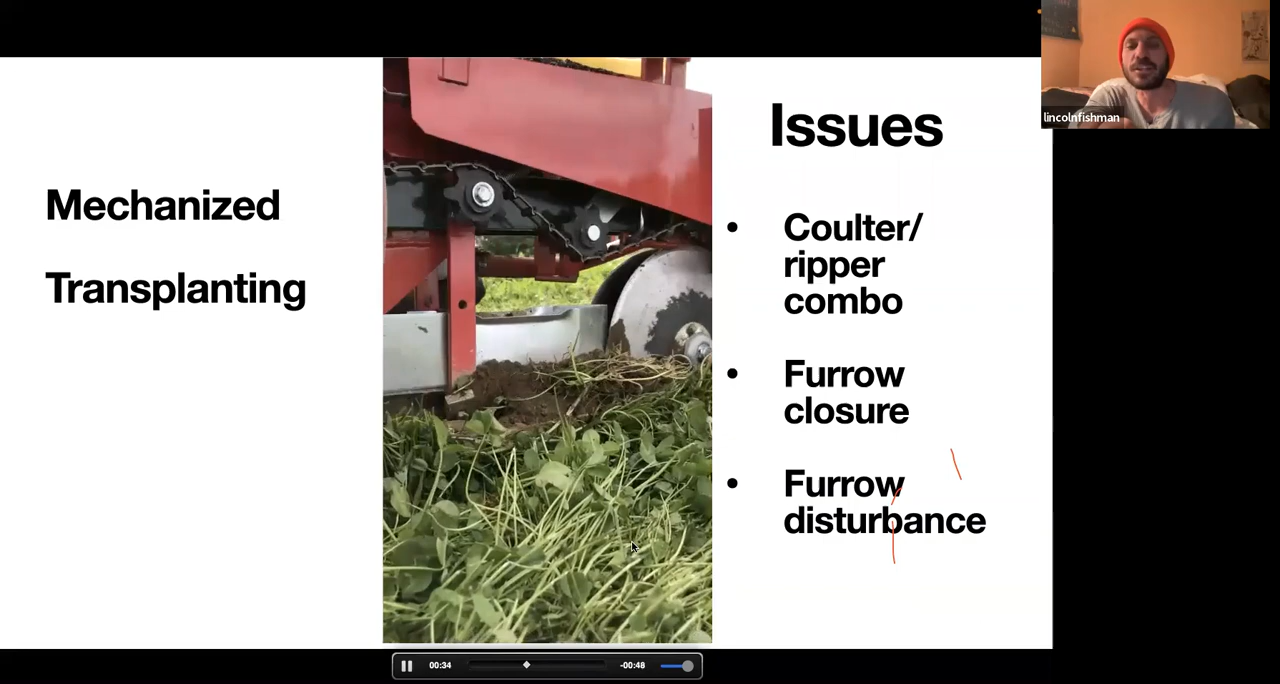 lincolnfishman
Mechanized
Transplanting
Issues
• Coulter/
ripper
combo
• Furrow
closure
• Furrow
disturbance
00:34
-00:48